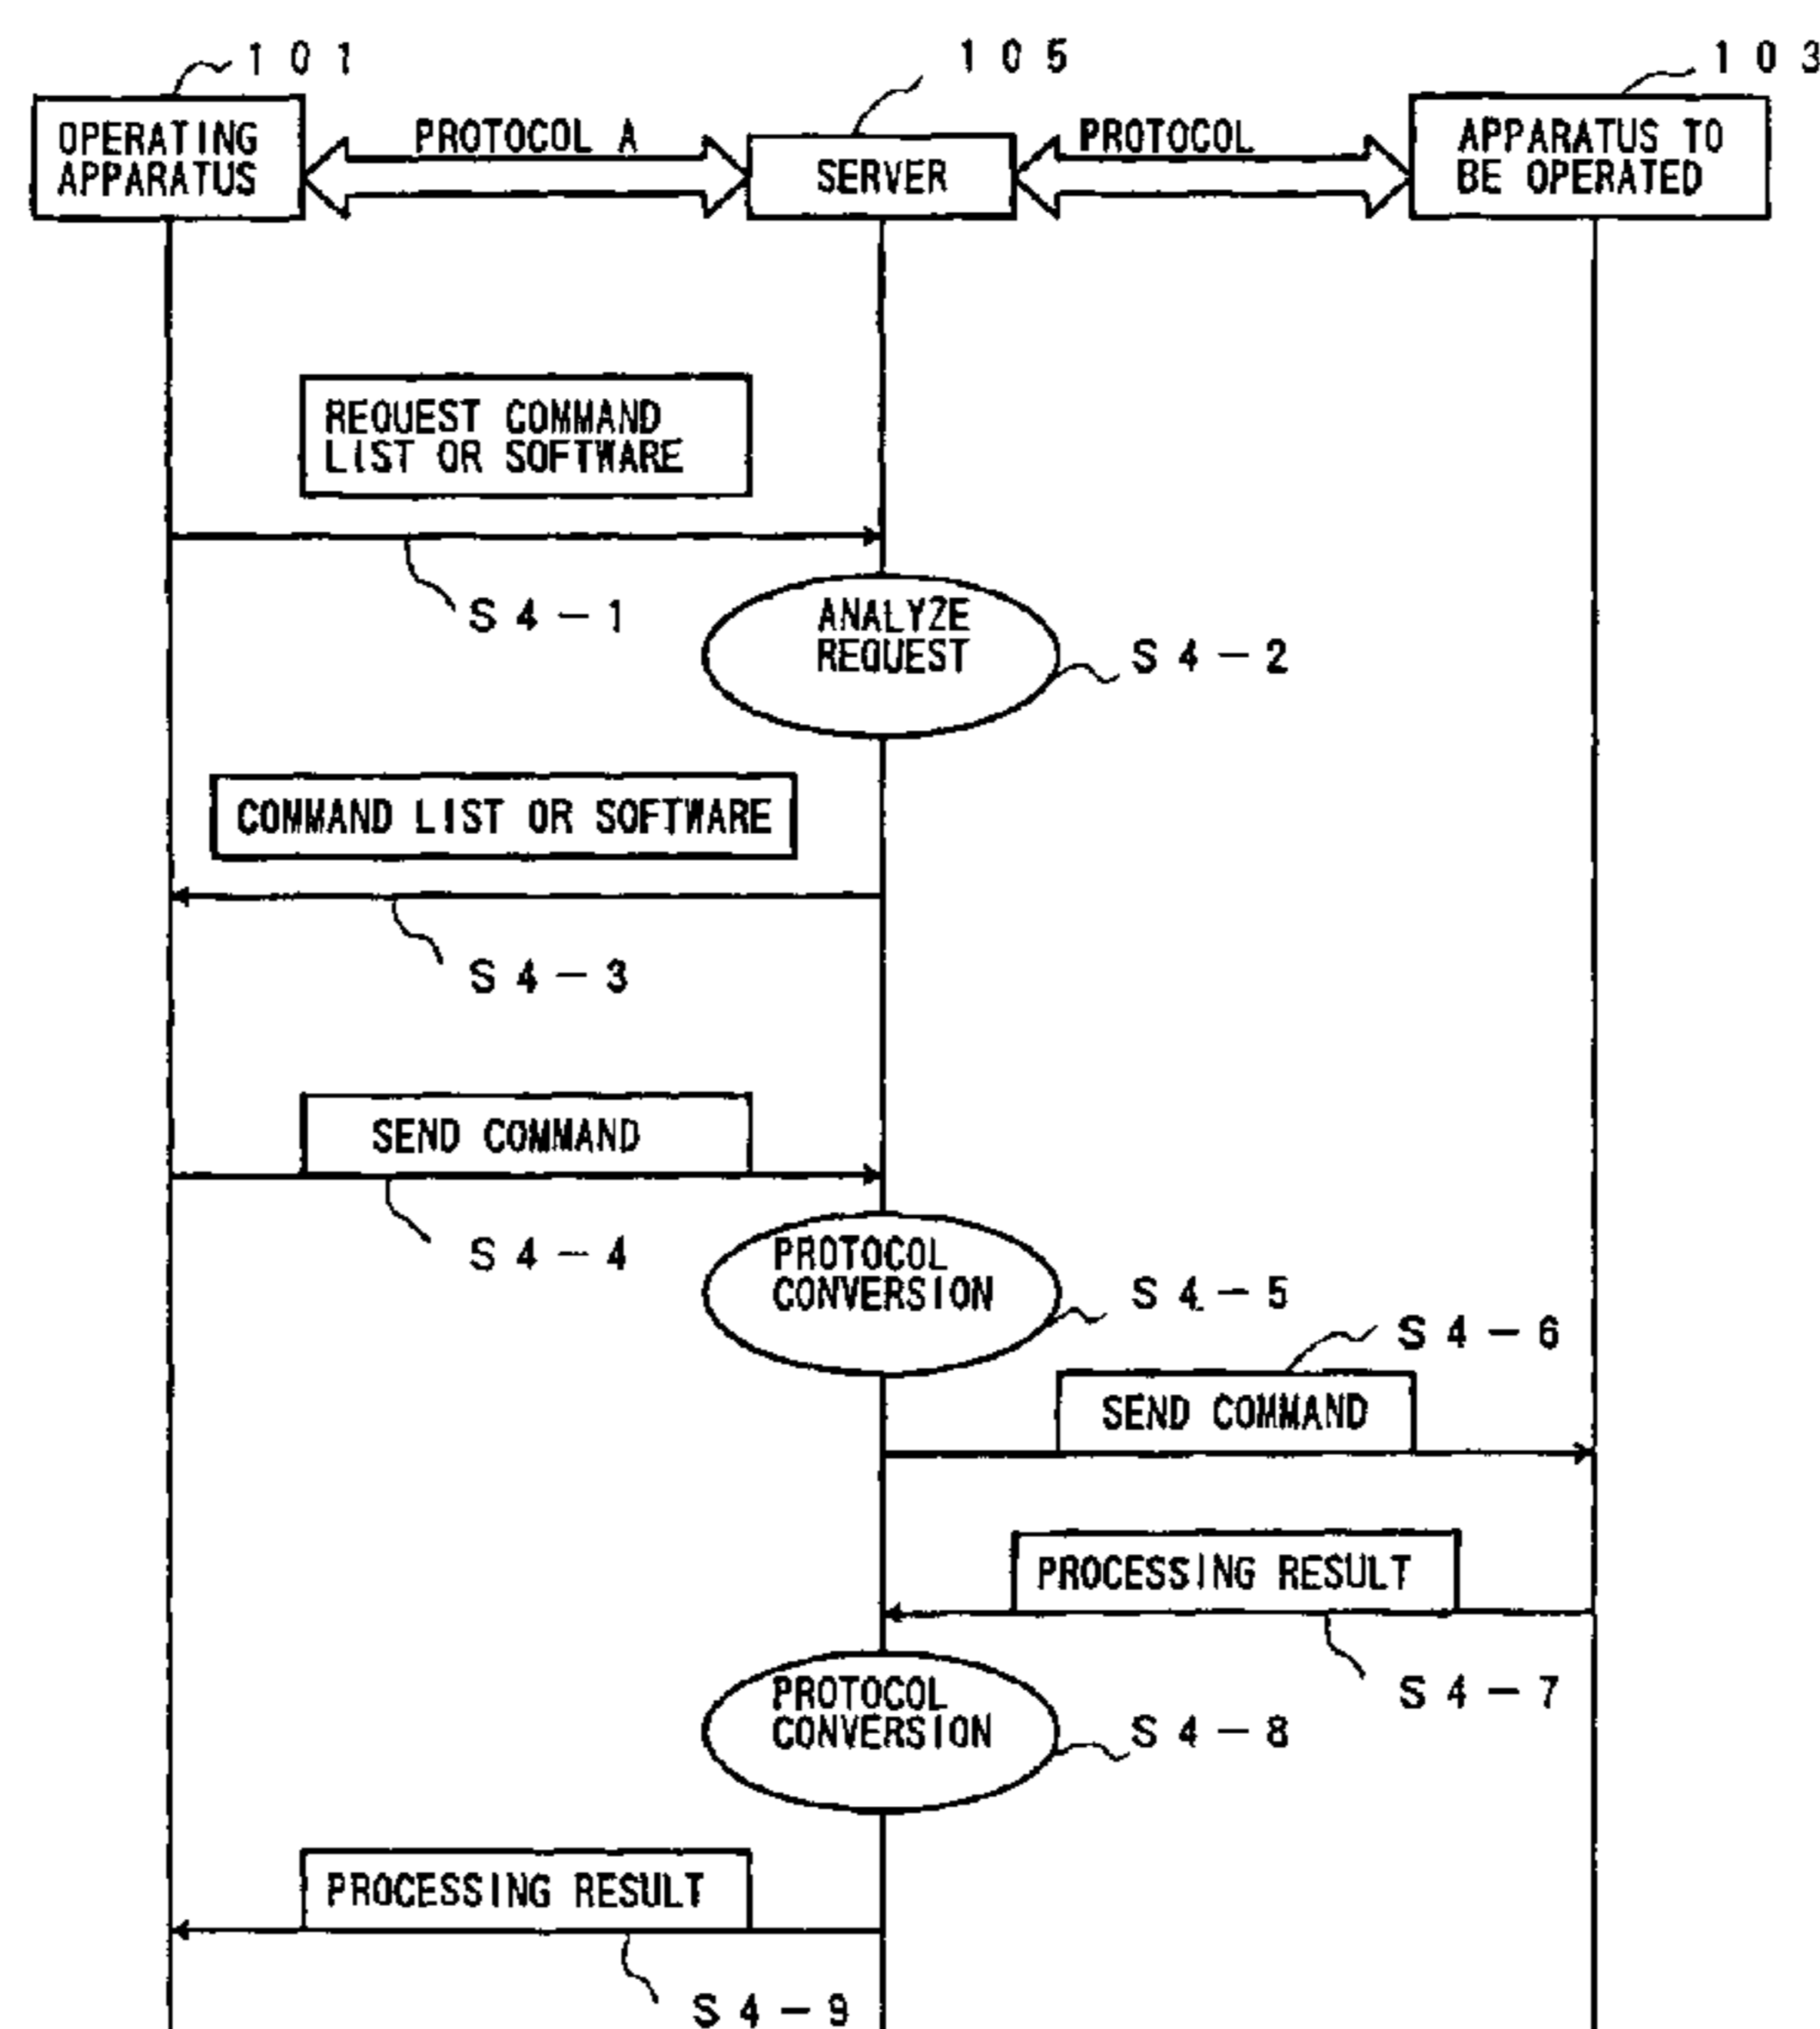 101
105
103
OPERATING
APPARATUS
PROTOCOL A
SERVER
PROTOCOL
APPARATUS TO
BE OPERATED
REQUEST COMMAND
LIST OR SOFTWARE
S4-1
ANALYZE
REQUEST
S4-2
COMMAND LIST OR SOFTWARE
S4-3
SEND COMMAND
S4-4
PROTOCOL
CONVERSION
S4-5
S4-6
SEND COMMAND
PROCESSING RESULT
S4-7
PROTOCOL
CONVERSION
S4-8
PROCESSING RESULT
S4-9